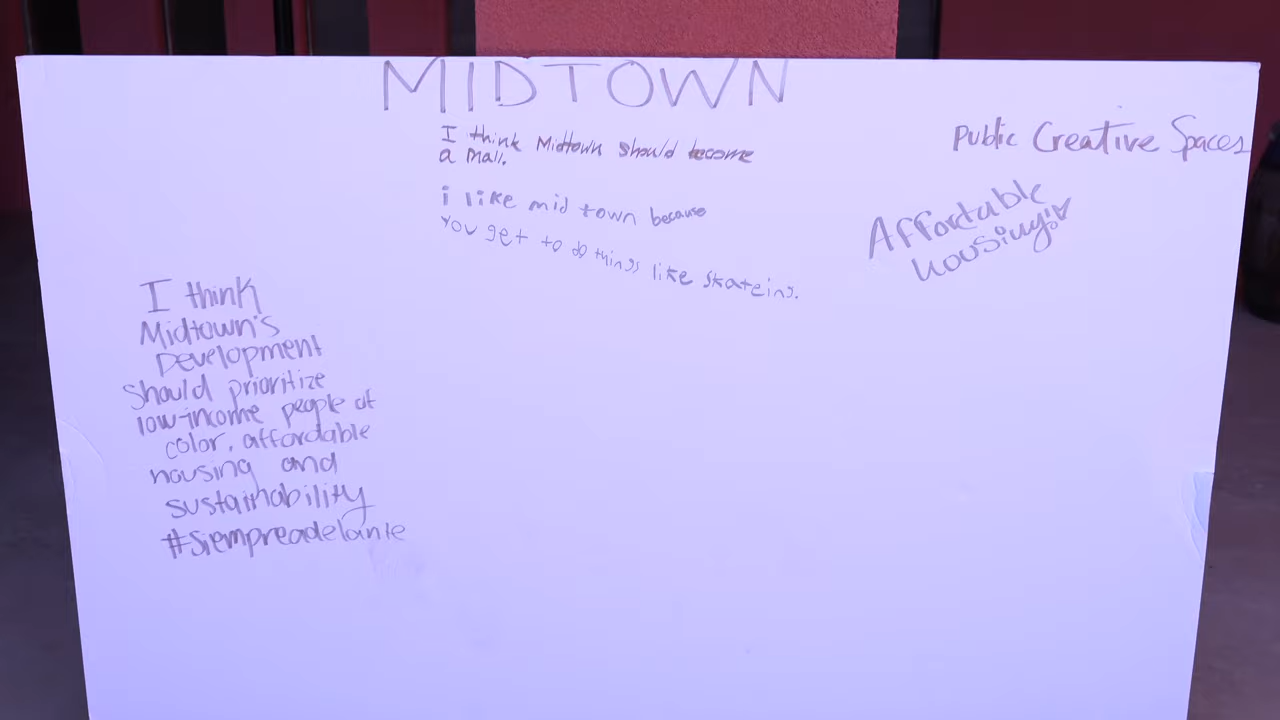 MIDTOWN
I think Midtown should become
a mall.
i like mid town because
you get to do things like skateing.
Public Creative Spaces
Affordable
housing!
I think
Midtown's
Development
should prioritize
low-income people of
color, affordable
housing and
sustainability
#siempreadelante